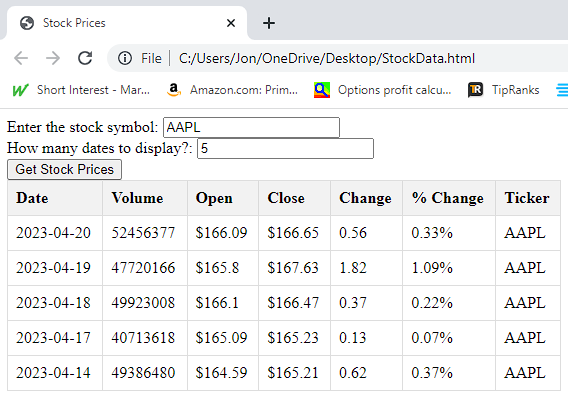 Stock Prices
File | C:/Users/Jon/OneDrive/Desktop/StockData.html
Short Interest - Mar... Amazon.com: Prim... Options profit calcu... TipRanks
Enter the stock symbol: AAPL
How many dates to display?: 5
Get Stock Prices
Date Volume Open Close Change % Change Ticker
2023-04-20 52456377 $166.09 $166.65 0.56 0.33% AAPL
2023-04-19 47720166 $165.8 $167.63 1.82 1.09% AAPL
2023-04-18 49923008 $166.1 $166.47 0.37 0.22% AAPL
2023-04-17 40713618 $165.09 $165.23 0.13 0.07% AAPL
2023-04-14 49386480 $164.59 $165.21 0.62 0.37% AAPL